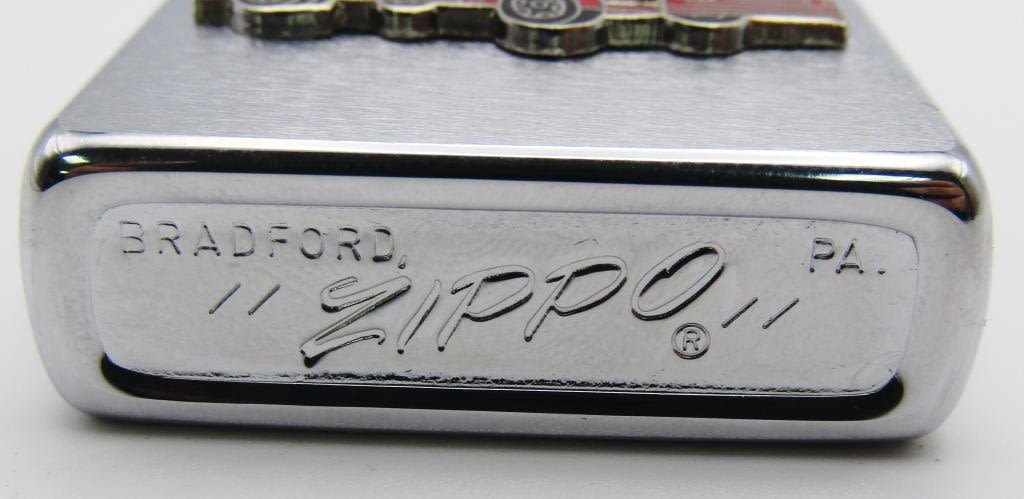 BRADFORD, PA.
// ZIPPO ® //